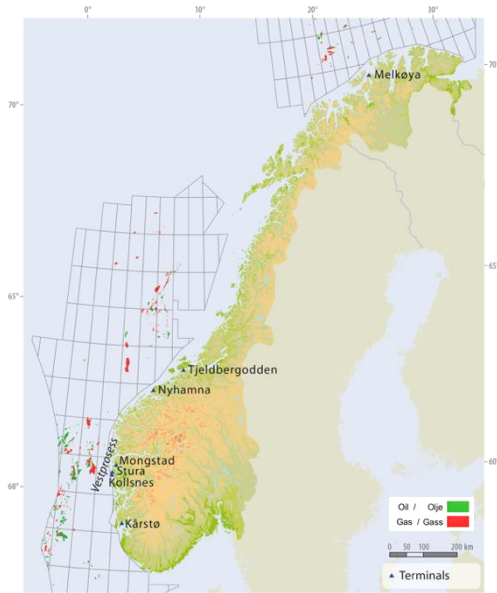 0°
10°
20°
30°
70°
70°
65°
65°
60°
60°
Melkøya
Tjeldbergodden
Nyhamna
Vestprosess
Mongstad
Stura
Kollsnes
Kårstø
Oil / Olje
Gas / Gass
0 50 100 200 km
Terminals